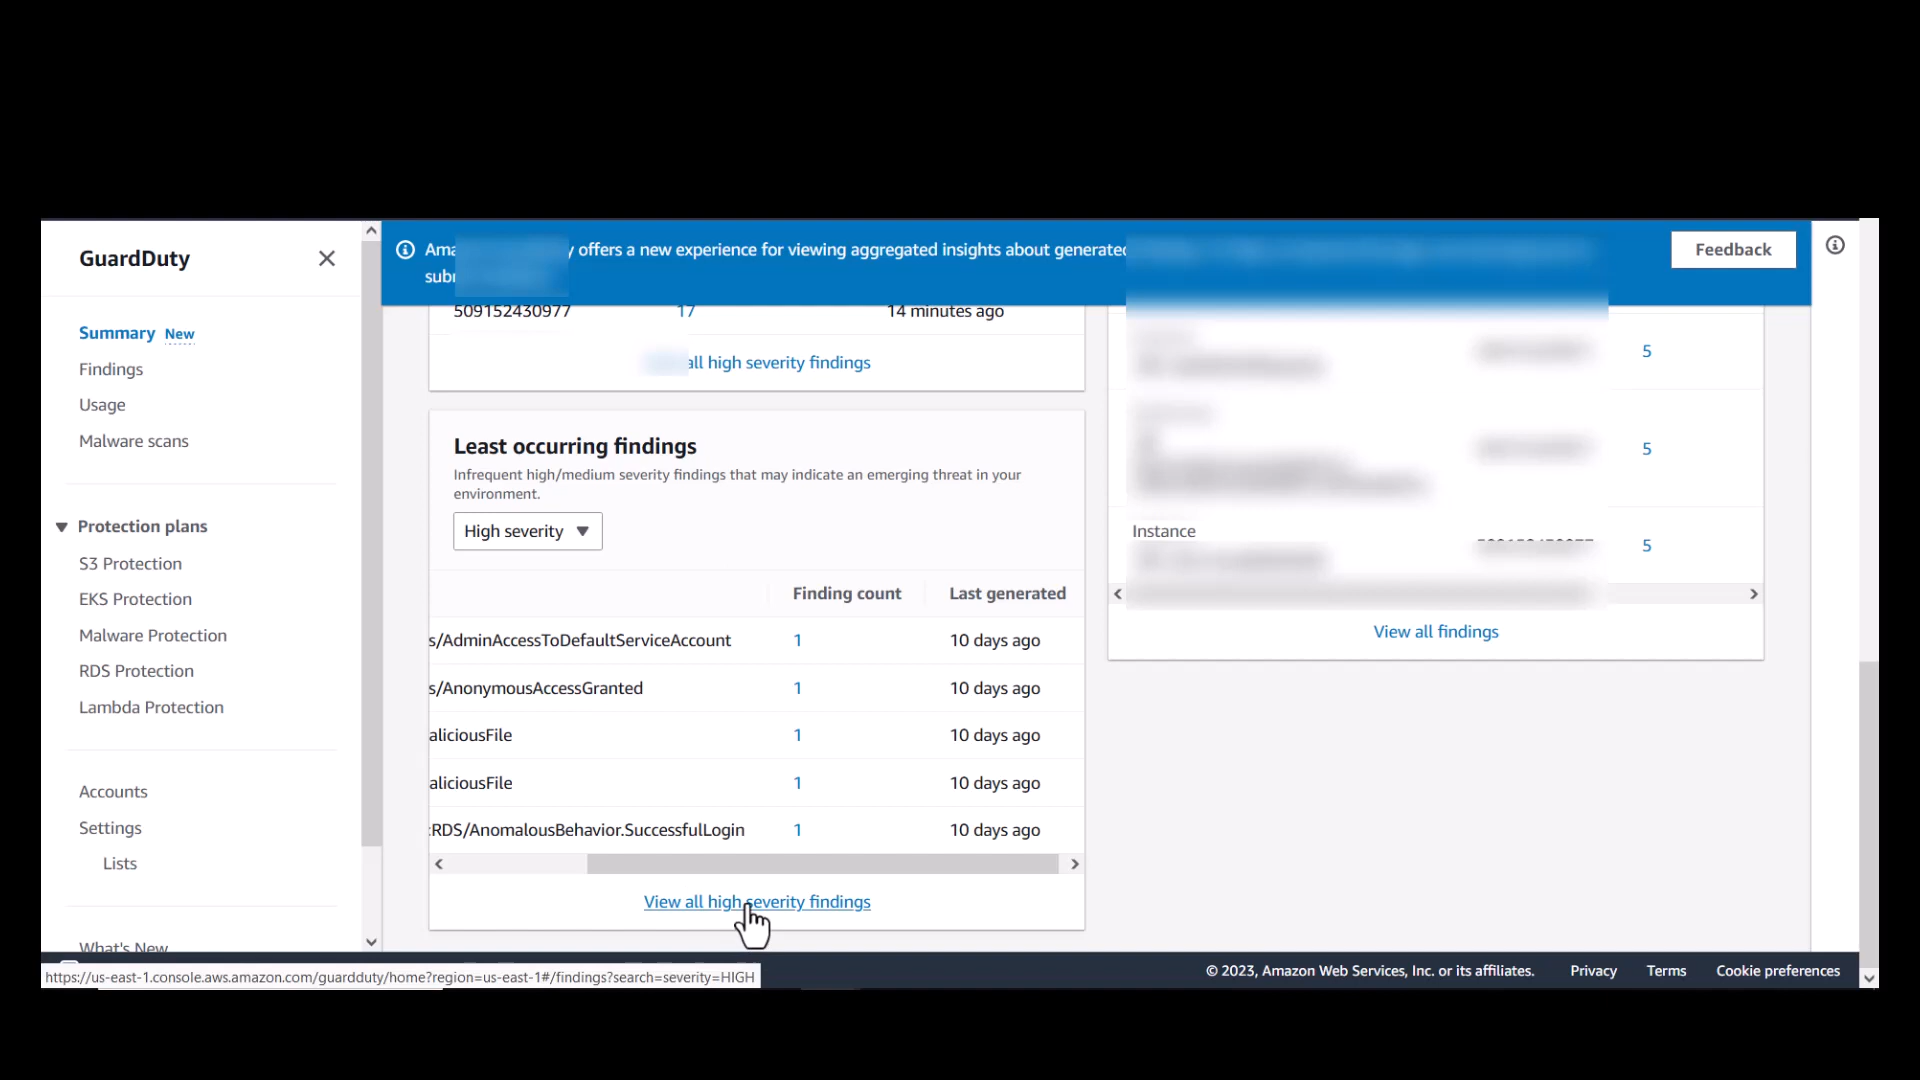 GuardDuty
Summary New
Findings
Usage
Malware scans
Protection plans
S3 Protection
EKS Protection
Malware Protection
RDS Protection
Lambda Protection
Accounts
Settings
Lists
What's New
offers a new experience for viewing aggregated insights about generated
Feedback
509152430977 17 14 minutes ago
all high severity findings
Least occurring findings
Infrequent high/medium severity findings that may indicate an emerging threat in your
environment.
High severity
Finding count Last generated
s/AdminAccessToDefaultServiceAccount 1 10 days ago
s/AnonymousAccessGranted 1 10 days ago
aliciousFile 1 10 days ago
aliciousFile 1 10 days ago
:RDS/AnomalousBehavior.SuccessfulLogin 1 10 days ago
View all high severity findings
5
5
Instance
5
View all findings
https://us-east-1.console.aws.amazon.com/guardduty/home?region=us-east-1#/findings?search=severity=HIGH
© 2023, Amazon Web Services, Inc. or its affiliates. Privacy Terms Cookie preferences